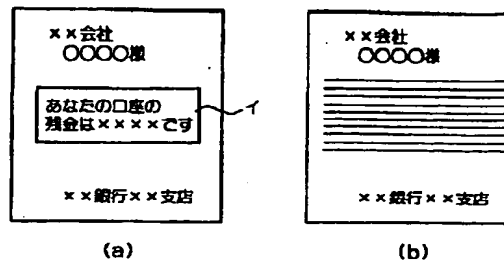 ××会社
○○○○様
あなたの口座の
残金は××××です
イ
××銀行××支店
(a)
××会社
○○○○様
××銀行××支店
(b)